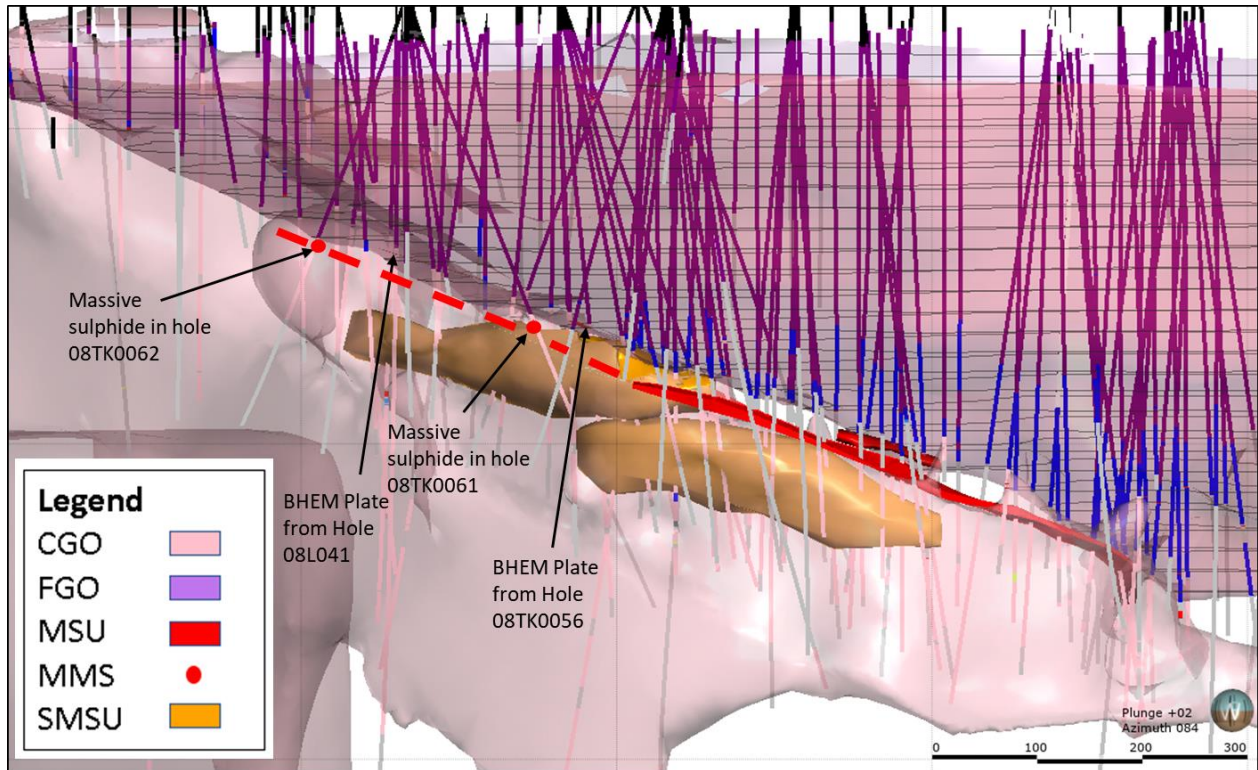 Massive
sulphide in hole
08TK0062
BHEM Plate
from Hole
08L041
Massive
sulphide in hole
08TK0061
BHEM Plate
from Hole
08TK0056
Legend
CGO
FGO
MSU
MMS
SMSU
Plunge +02
Azimuth 084
W
0 100 200 300